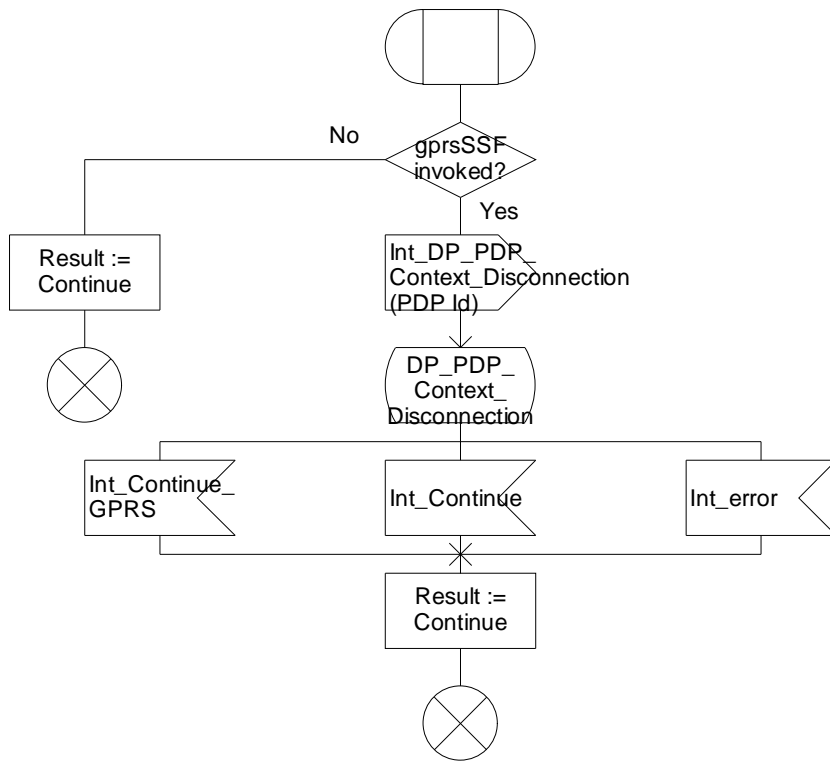 No
gprsSSF
invoked?
Yes
Result :=
Continue
Int_DP_PDP_
Context_Disconnection
(PDP Id)
DP_PDP_
Context_
Disconnection
Int_Continue_
GPRS
Int_Continue
Int_error
Result :=
Continue